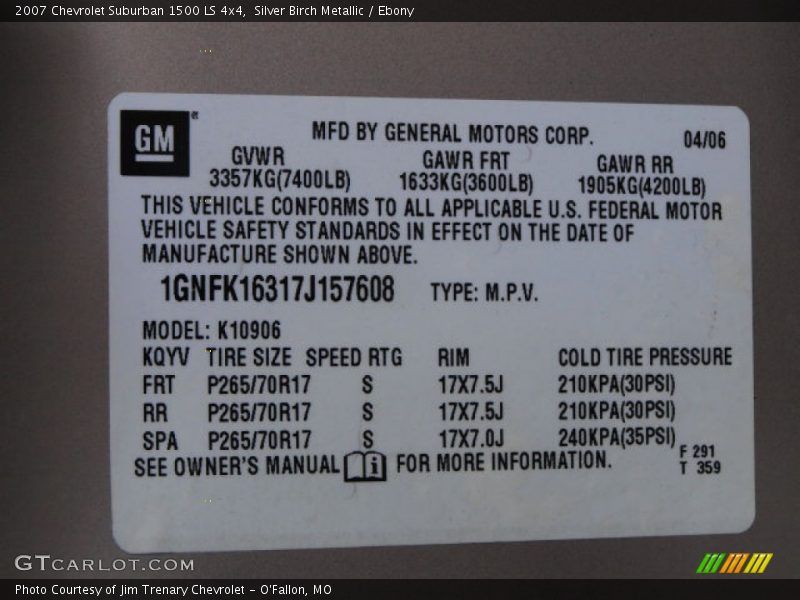 2007 Chevrolet Suburban 1500 LS 4x4,  Silver Birch Metallic / Ebony
GM®
MFD BY GENERAL MOTORS CORP. 04/06
GVWR GAWR FRT GAWR RR
3357KG(7400LB) 1633KG(3600LB) 1905KG(4200LB)
THIS VEHICLE CONFORMS TO ALL APPLICABLE U.S. FEDERAL MOTOR
VEHICLE SAFETY STANDARDS IN EFFECT ON THE DATE OF
MANUFACTURE SHOWN ABOVE.
1GNFK16317J157608 TYPE: M.P.V.
MODEL: K10906
KQYV TIRE SIZE SPEED RTG RIM COLD TIRE PRESSURE
FRT P265/70R17 S 17X7.5J 210KPA(30PSI)
RR P265/70R17 S 17X7.5J 210KPA(30PSI)
SPA P265/70R17 S 17X7.0J 240KPA(35PSI)
SEE OWNER'S MANUAL i FOR MORE INFORMATION.
F 291
T 359
GTCARLOT.COM
Photo Courtesy of Jim Trenary Chevrolet - O'Fallon, MO